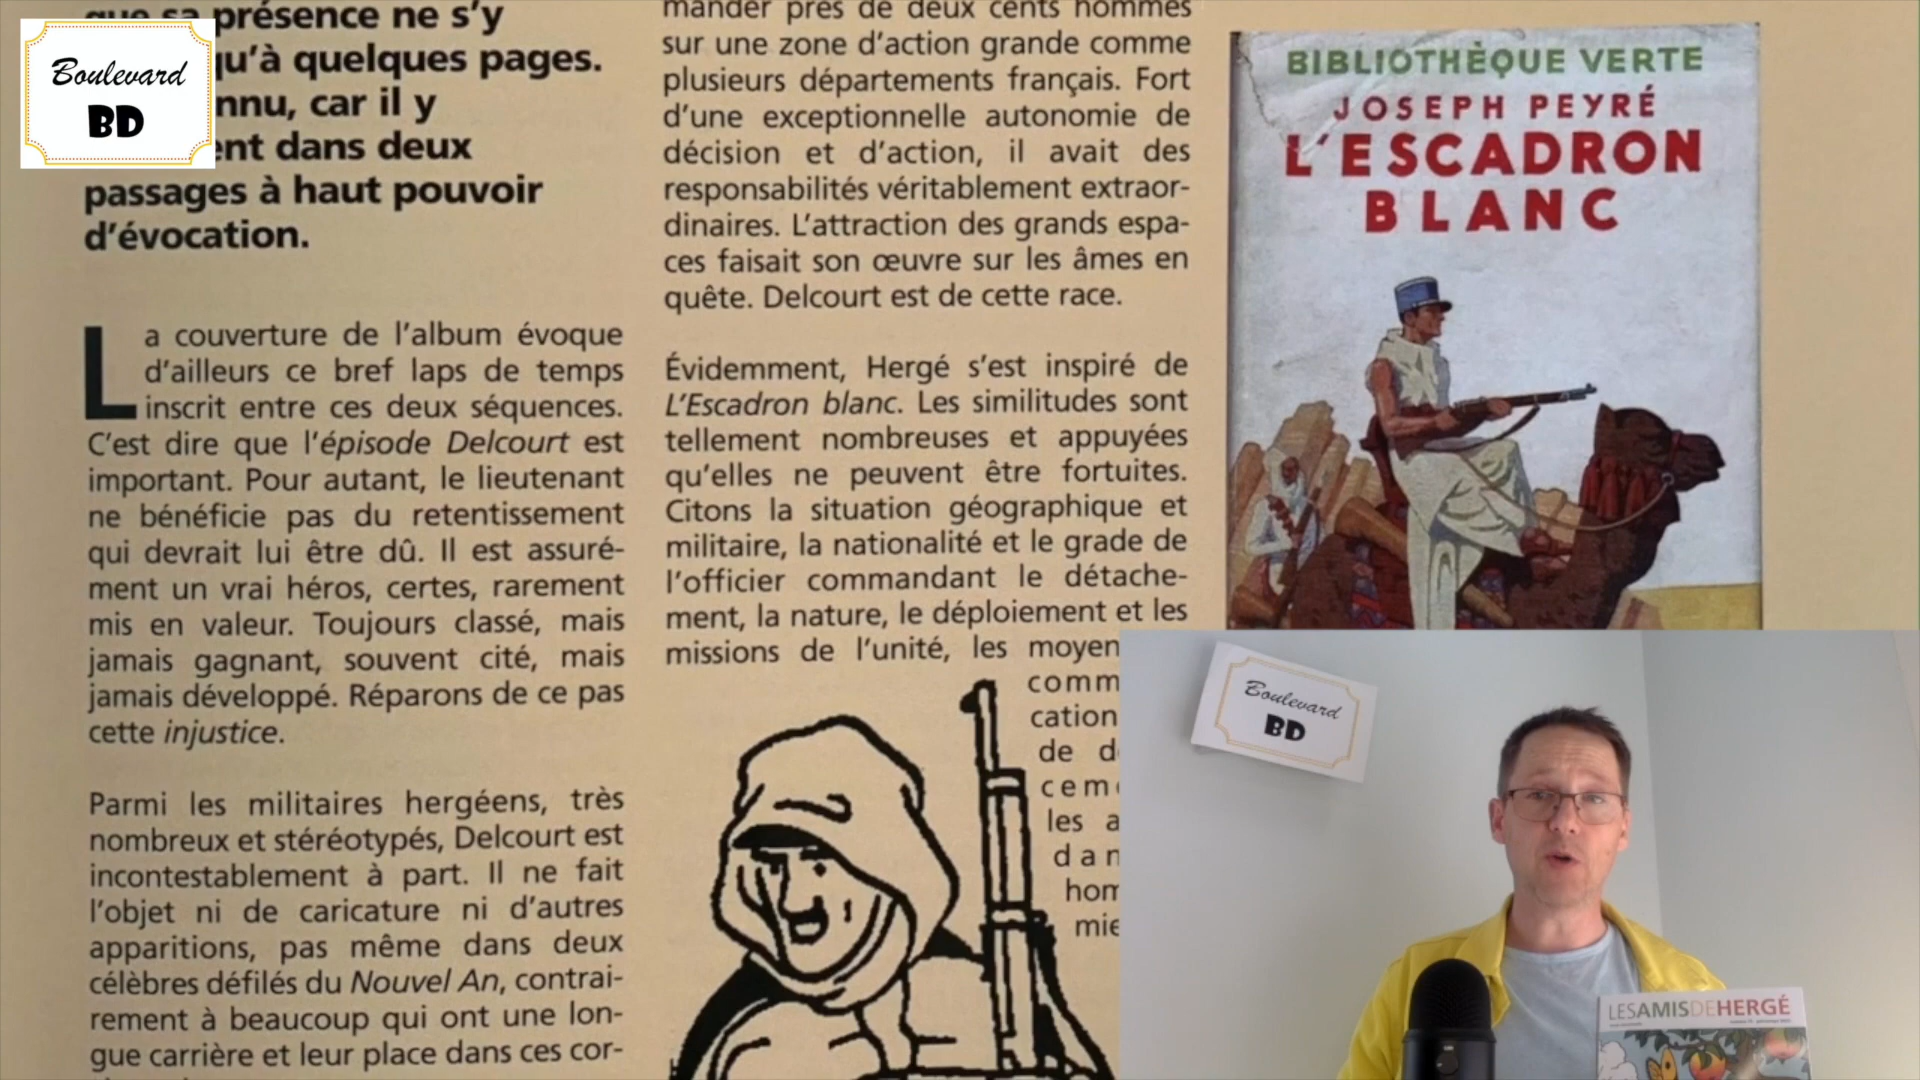 Boulevard
BD
que sa présence ne s'y
qu'à quelques pages.
car il y
dans deux
passages à haut pouvoir
d'évocation.
La couverture de l'album évoque
d'ailleurs ce bref laps de temps
inscrit entre ces deux séquences.
C'est dire que l'épisode Delcourt est
important. Pour autant, le lieutenant
ne bénéficie pas du retentissement
qui devrait lui être dû. Il est assuré-
ment un vrai héros, certes, rarement
mis en valeur. Toujours classé, mais
jamais gagnant, souvent cité, mais
jamais développé. Réparons de ce pas
cette injustice.
Parmi les militaires hergéens, très
nombreux et stéréotypés, Delcourt est
incontestablement à part. Il ne fait
l'objet ni de caricature ni d'autres
apparitions, pas même dans deux
célèbres défilés du Nouvel An, contrai-
rement à beaucoup qui ont une lon-
gue carrière et leur place dans ces cor-
mander près de deux cents hommes
sur une zone d'action grande comme
plusieurs départements français. Fort
d'une exceptionnelle autonomie de
décision et d'action, il avait des
responsabilités véritablement extraor-
dinaires. L'attraction des grands espa-
ces faisait son œuvre sur les âmes en
quête. Delcourt est de cette race.
Évidemment, Hergé s'est inspiré de
L'Escadron blanc. Les similitudes sont
tellement nombreuses et appuyées
qu'elles ne peuvent être fortuites.
Citons la situation géographique et
militaire, la nationalité et le grade de
l'officier commandant le détache-
ment, la nature, le déploiement et les
missions de l'unité, les moyen
comm
cation
de d
cem
les a
dan
hom
mie
BIBLIOTHÈQUE VERTE
JOSEPH PEYRÉ
L'ESCADRON
BLANC
Boulevard
BD
LESAMISDEHERGÉ